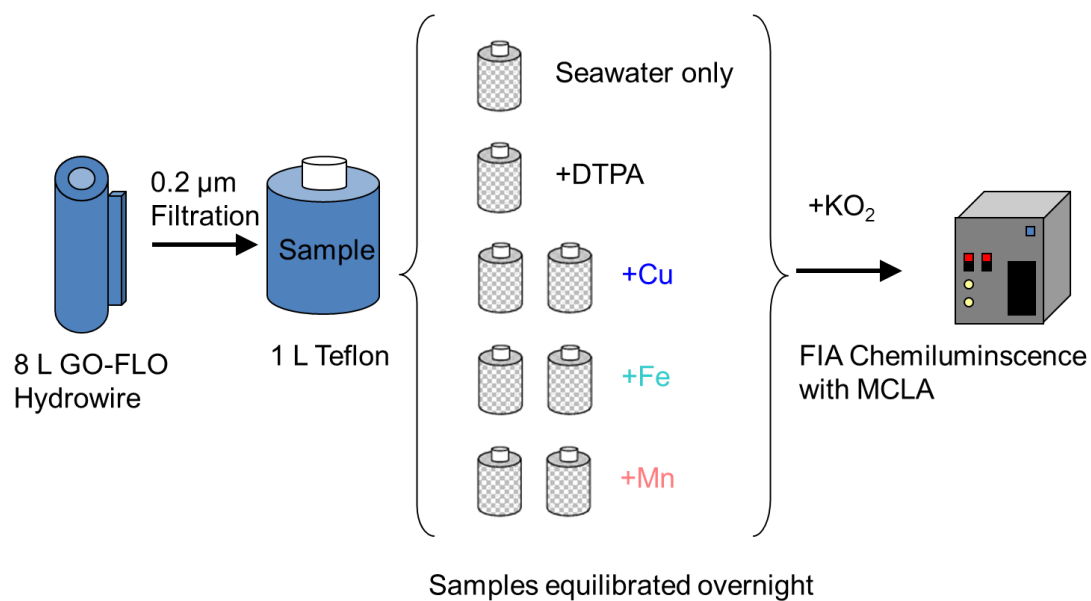 Seawater only
0.2 µm
Filtration
+DTPA
+KO₂
Sample
+Cu
8 L GO-FLO
Hydrowire
1 L Teflon
+Fe
FIA Chemiluminscence
with MCLA
+Mn
Samples equilibrated overnight